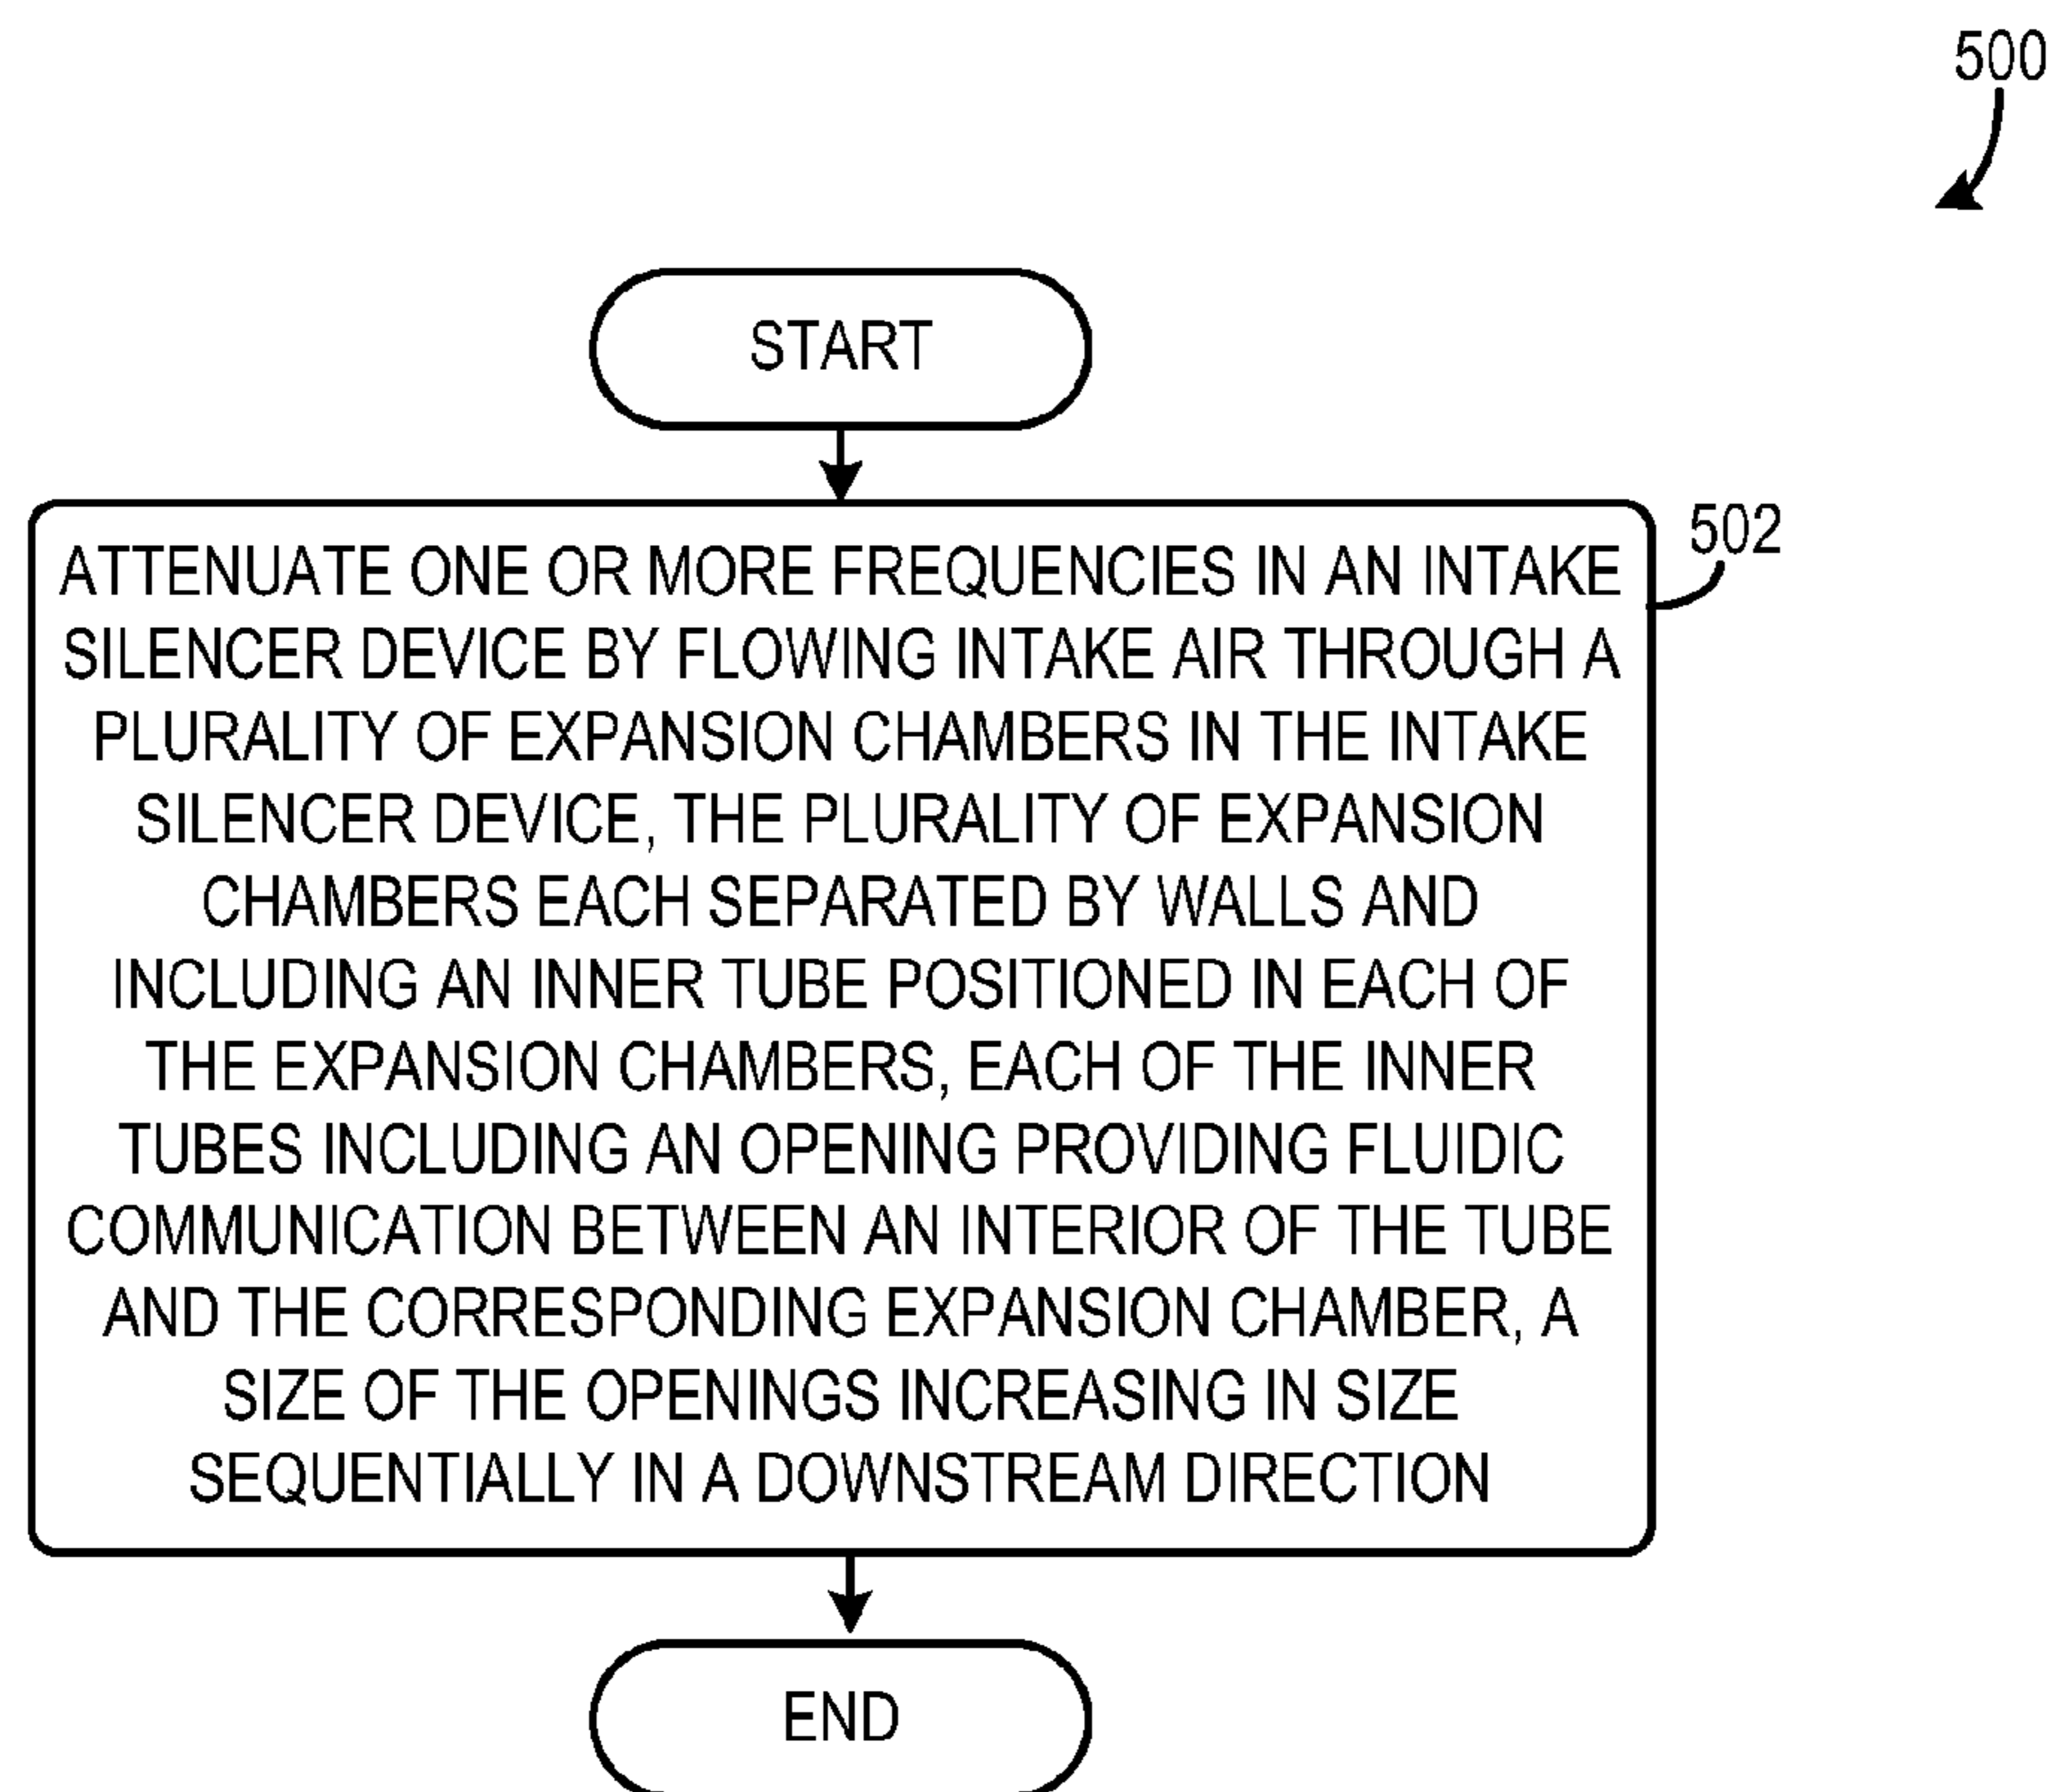 500
START
502
ATTENUATE ONE OR MORE FREQUENCIES IN AN INTAKE
SILENCER DEVICE BY FLOWING INTAKE AIR THROUGH A
PLURALITY OF EXPANSION CHAMBERS IN THE INTAKE
SILENCER DEVICE, THE PLURALITY OF EXPANSION
CHAMBERS EACH SEPARATED BY WALLS AND
INCLUDING AN INNER TUBE POSITIONED IN EACH OF
THE EXPANSION CHAMBERS, EACH OF THE INNER
TUBES INCLUDING AN OPENING PROVIDING FLUIDIC
COMMUNICATION BETWEEN AN INTERIOR OF THE TUBE
AND THE CORRESPONDING EXPANSION CHAMBER, A
SIZE OF THE OPENINGS INCREASING IN SIZE
SEQUENTIALLY IN A DOWNSTREAM DIRECTION
END